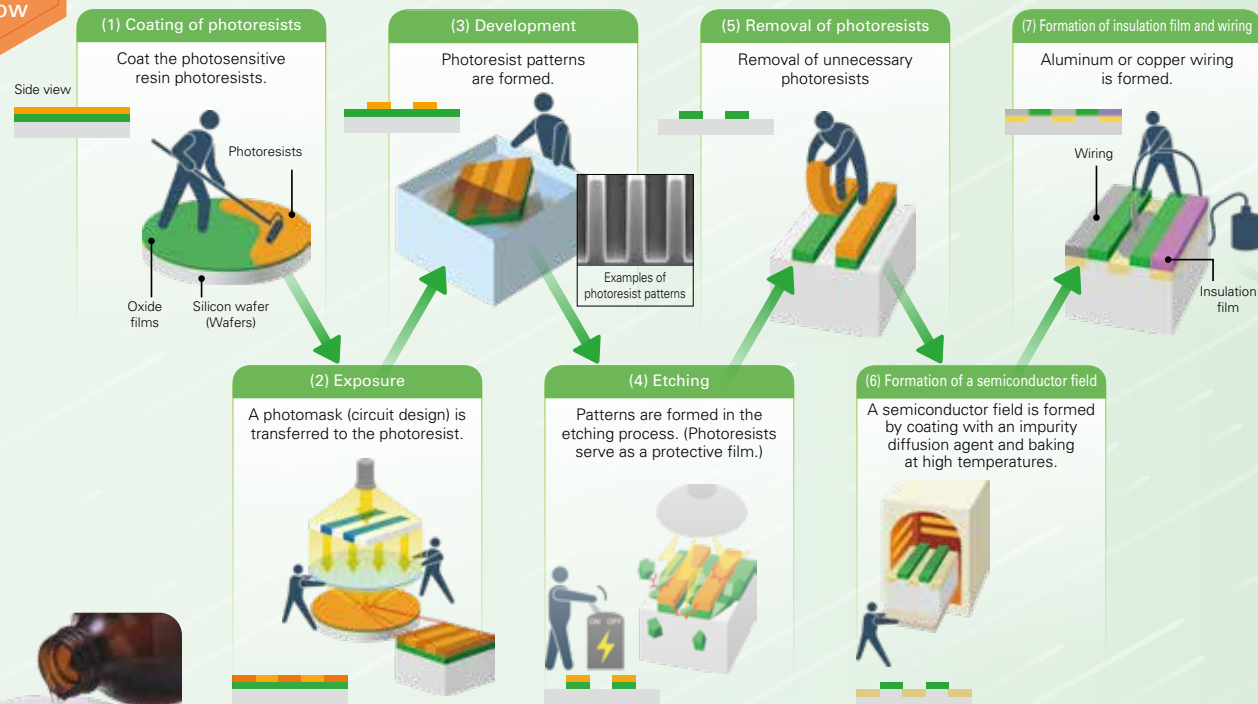 ow
(1) Coating of photoresists
Coat the photosensitive
resin photoresists.
Side view
Photoresists
Oxide
films
Silicon wafer
(Wafers)
(2) Exposure
A photomask (circuit design) is
transferred to the photoresist.
(3) Development
Photoresist patterns
are formed.
Examples of
photoresist patterns
(4) Etching
Patterns are formed in the
etching process. (Photoresists
serve as a protective film.)
ON OFF
(5) Removal of photoresists
Removal of unnecessary
photoresists
(6) Formation of a semiconductor field
A semiconductor field is formed
by coating with an impurity
diffusion agent and baking
at high temperatures.
(7) Formation of insulation film and wiring
Aluminum or copper wiring
is formed.
Wiring
Insulation
film